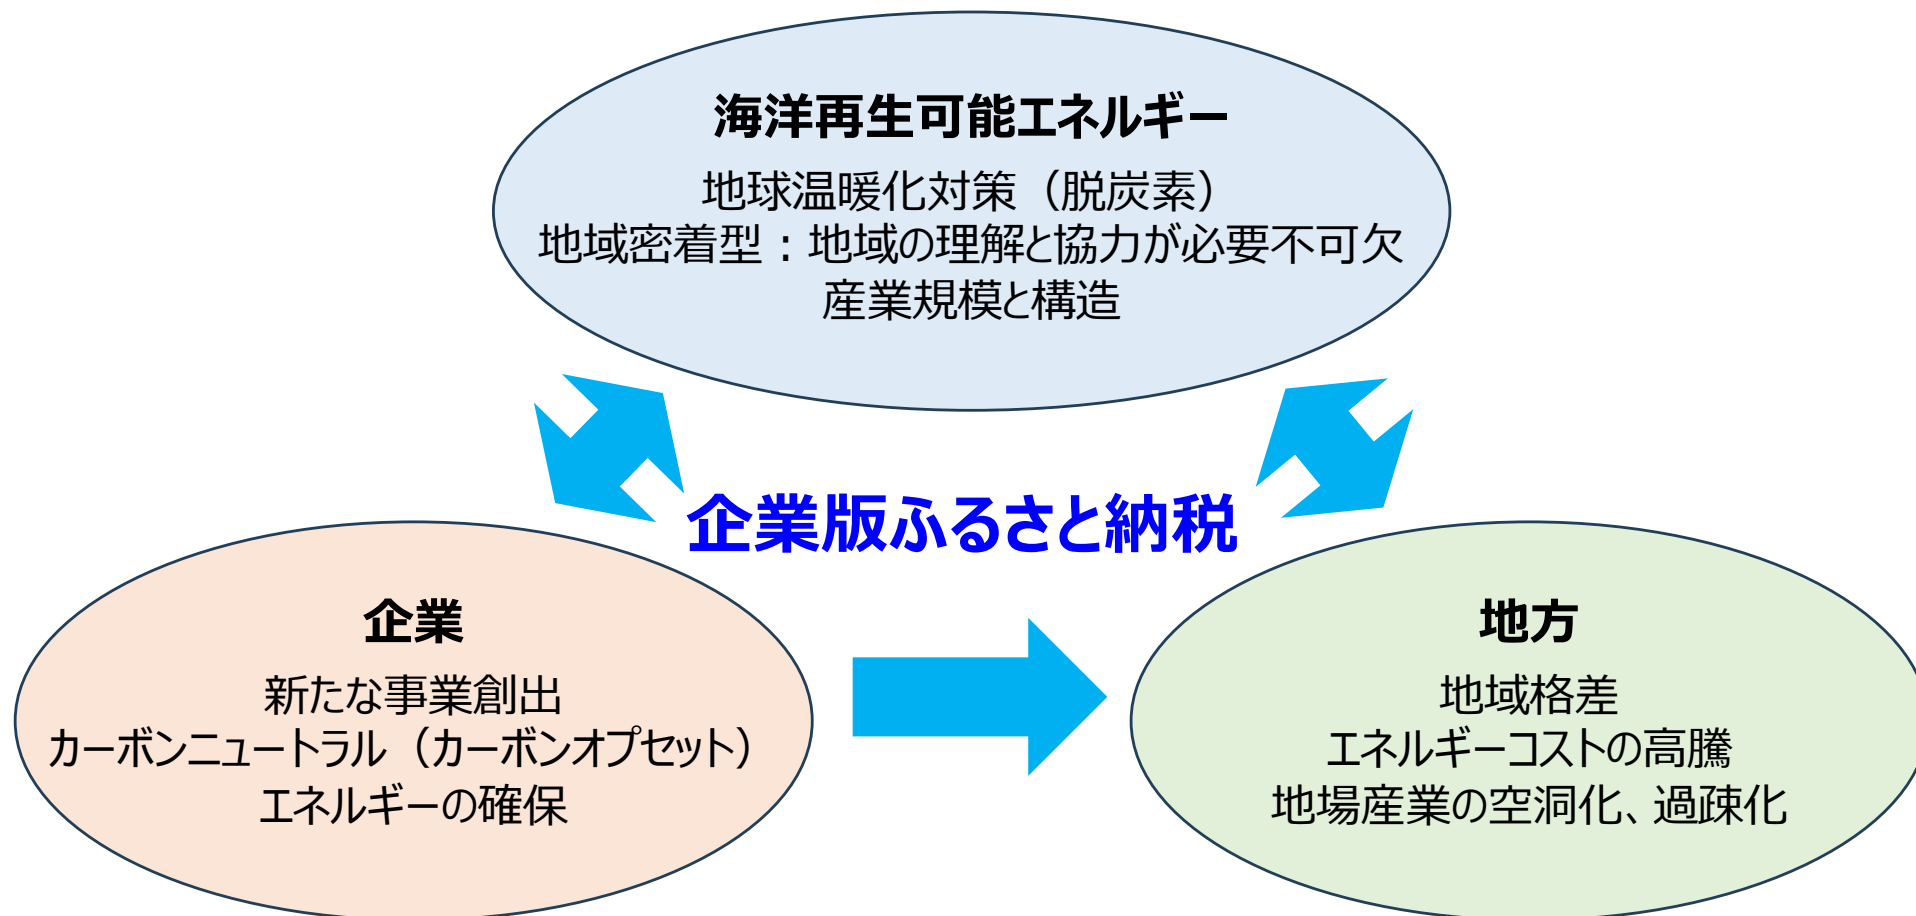 海洋再生可能エネルギー
地球温暖化対策（脱炭素）
地域密着型：地域の理解と協力が必要不可欠
産業規模と構造
企業版ふるさと納税
企業
新たな事業創出
カーボンニュートラル（カーボンオプセット）
エネルギーの確保
地方
地域格差
エネルギーコストの高騰
地場産業の空洞化、過疎化